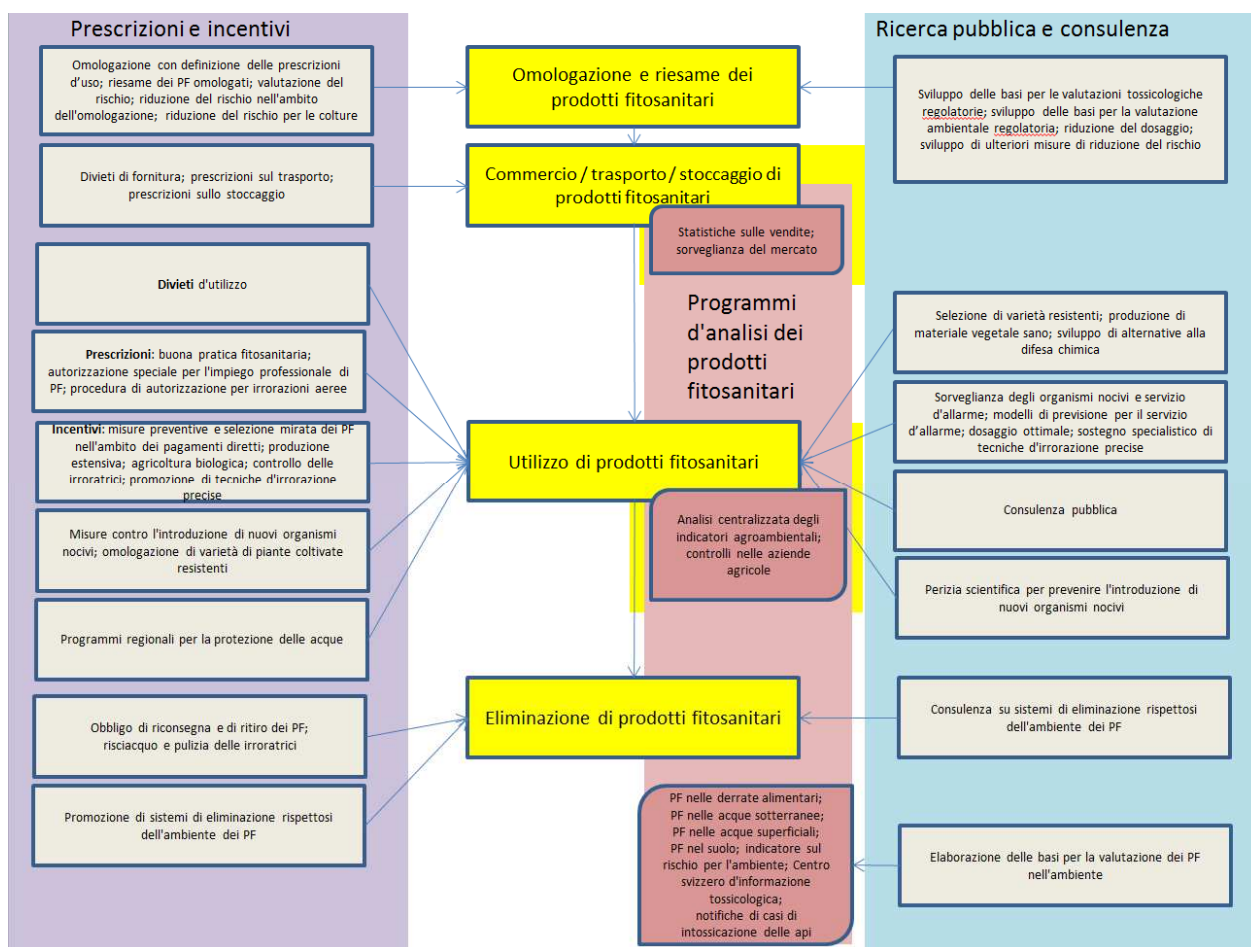 Prescrizioni e incentivi
Omologazione con definizione delle prescrizioni
d'uso; riesame dei PF omologati; valutazione del
rischio; riduzione del rischio nell'ambito
dell'omologazione; riduzione del rischio per le colture
Divieti di fornitura; prescrizioni sul trasporto;
prescrizioni sullo stoccaggio
Divieti d'utilizzo
Prescrizioni: buona pratica fitosanitaria;
autorizzazione speciale per l'impiego professionale
di PF; procedura di autorizzazione per irrorazioni aeree
Incentivi: misure preventive e selezione mirata dei PF
nell'ambito dei pagamenti diretti; produzione
estensiva; agricoltura biologica; controllo delle
irroratrici; promozione di tecniche d'irrorazione
precise
Misure contro l'introduzione di nuovi organismi
nocivi; omologazione di varietà di piante coltivate
resistenti
Programmi regionali per la protezione delle acque
Obbligo di riconsegna e di ritiro dei PF;
risciacquo e pulizia delle irroratrici
Promozione di sistemi di eliminazione rispettosi
dell'ambiente dei PF
Omologazione e riesame dei
prodotti fitosanitari
Commercio / trasporto / stoccaggio di
prodotti fitosanitari
Statistiche sulle vendite;
sorveglianza del mercato
Programmi
d'analisi dei
prodotti
fitosanitari
Utilizzo di prodotti fitosanitari
Analisi centralizzata degli
indicatori agroambientali;
controlli nelle aziende
agricole
Eliminazione di prodotti fitosanitari
PF nelle derrate alimentari;
PF nelle acque sotterranee;
PF nelle acque superficiali;
PF nel suolo; indicatore sul
rischio per l'ambiente; Centro
svizzero d'informazione
tossicologica;
notifiche di casi di
intossicazione delle api
Ricerca pubblica e consulenza
Sviluppo delle basi per le valutazioni tossicologiche
regolatorie; sviluppo delle basi per la valutazione
ambientale regolatoria; riduzione del dosaggio;
sviluppo di ulteriori misure di riduzione del rischio
Selezione di varietà resistenti; produzione di
materiale vegetale sano; sviluppo di alternative alla
difesa chimica
Sorveglianza degli organismi nocivi e servizio
d'allarme; modelli di previsione per il servizio
d'allarme; dosaggio ottimale; sostegno specialistico di
tecniche d'irrorazione precise
Consulenza pubblica
Perizia scientifica per prevenire l'introduzione di
nuovi organismi nocivi
Consulenza su sistemi di eliminazione rispettosi
dell'ambiente dei PF
Elaborazione delle basi per la valutazione dei PF
nell'ambiente